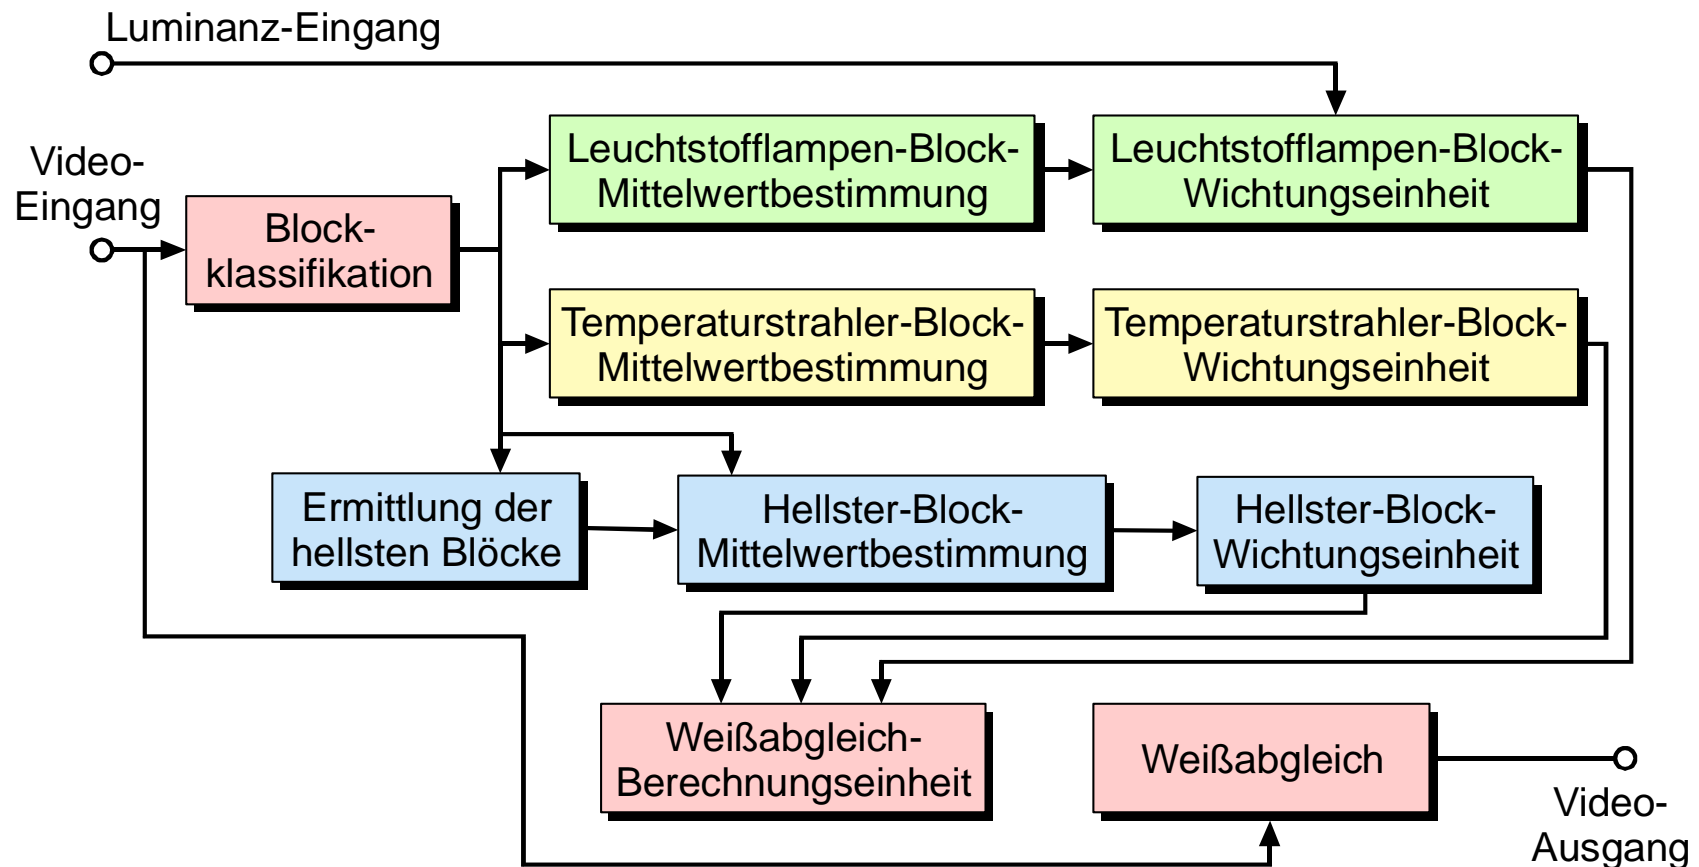 Luminanz-Eingang
Video-
Eingang
Block-
klassifikation
Leuchtstofflampen-Block-
Mittelwertbestimmung
Leuchtstofflampen-Block-
Wichtungseinheit
Temperaturstrahler-Block-
Mittelwertbestimmung
Temperaturstrahler-Block-
Wichtungseinheit
Ermittlung der
hellsten Blöcke
Hellster-Block-
Mittelwertbestimmung
Hellster-Block-
Wichtungseinheit
Weißabgleich-
Berechnungseinheit
Weißabgleich
Video-
Ausgang